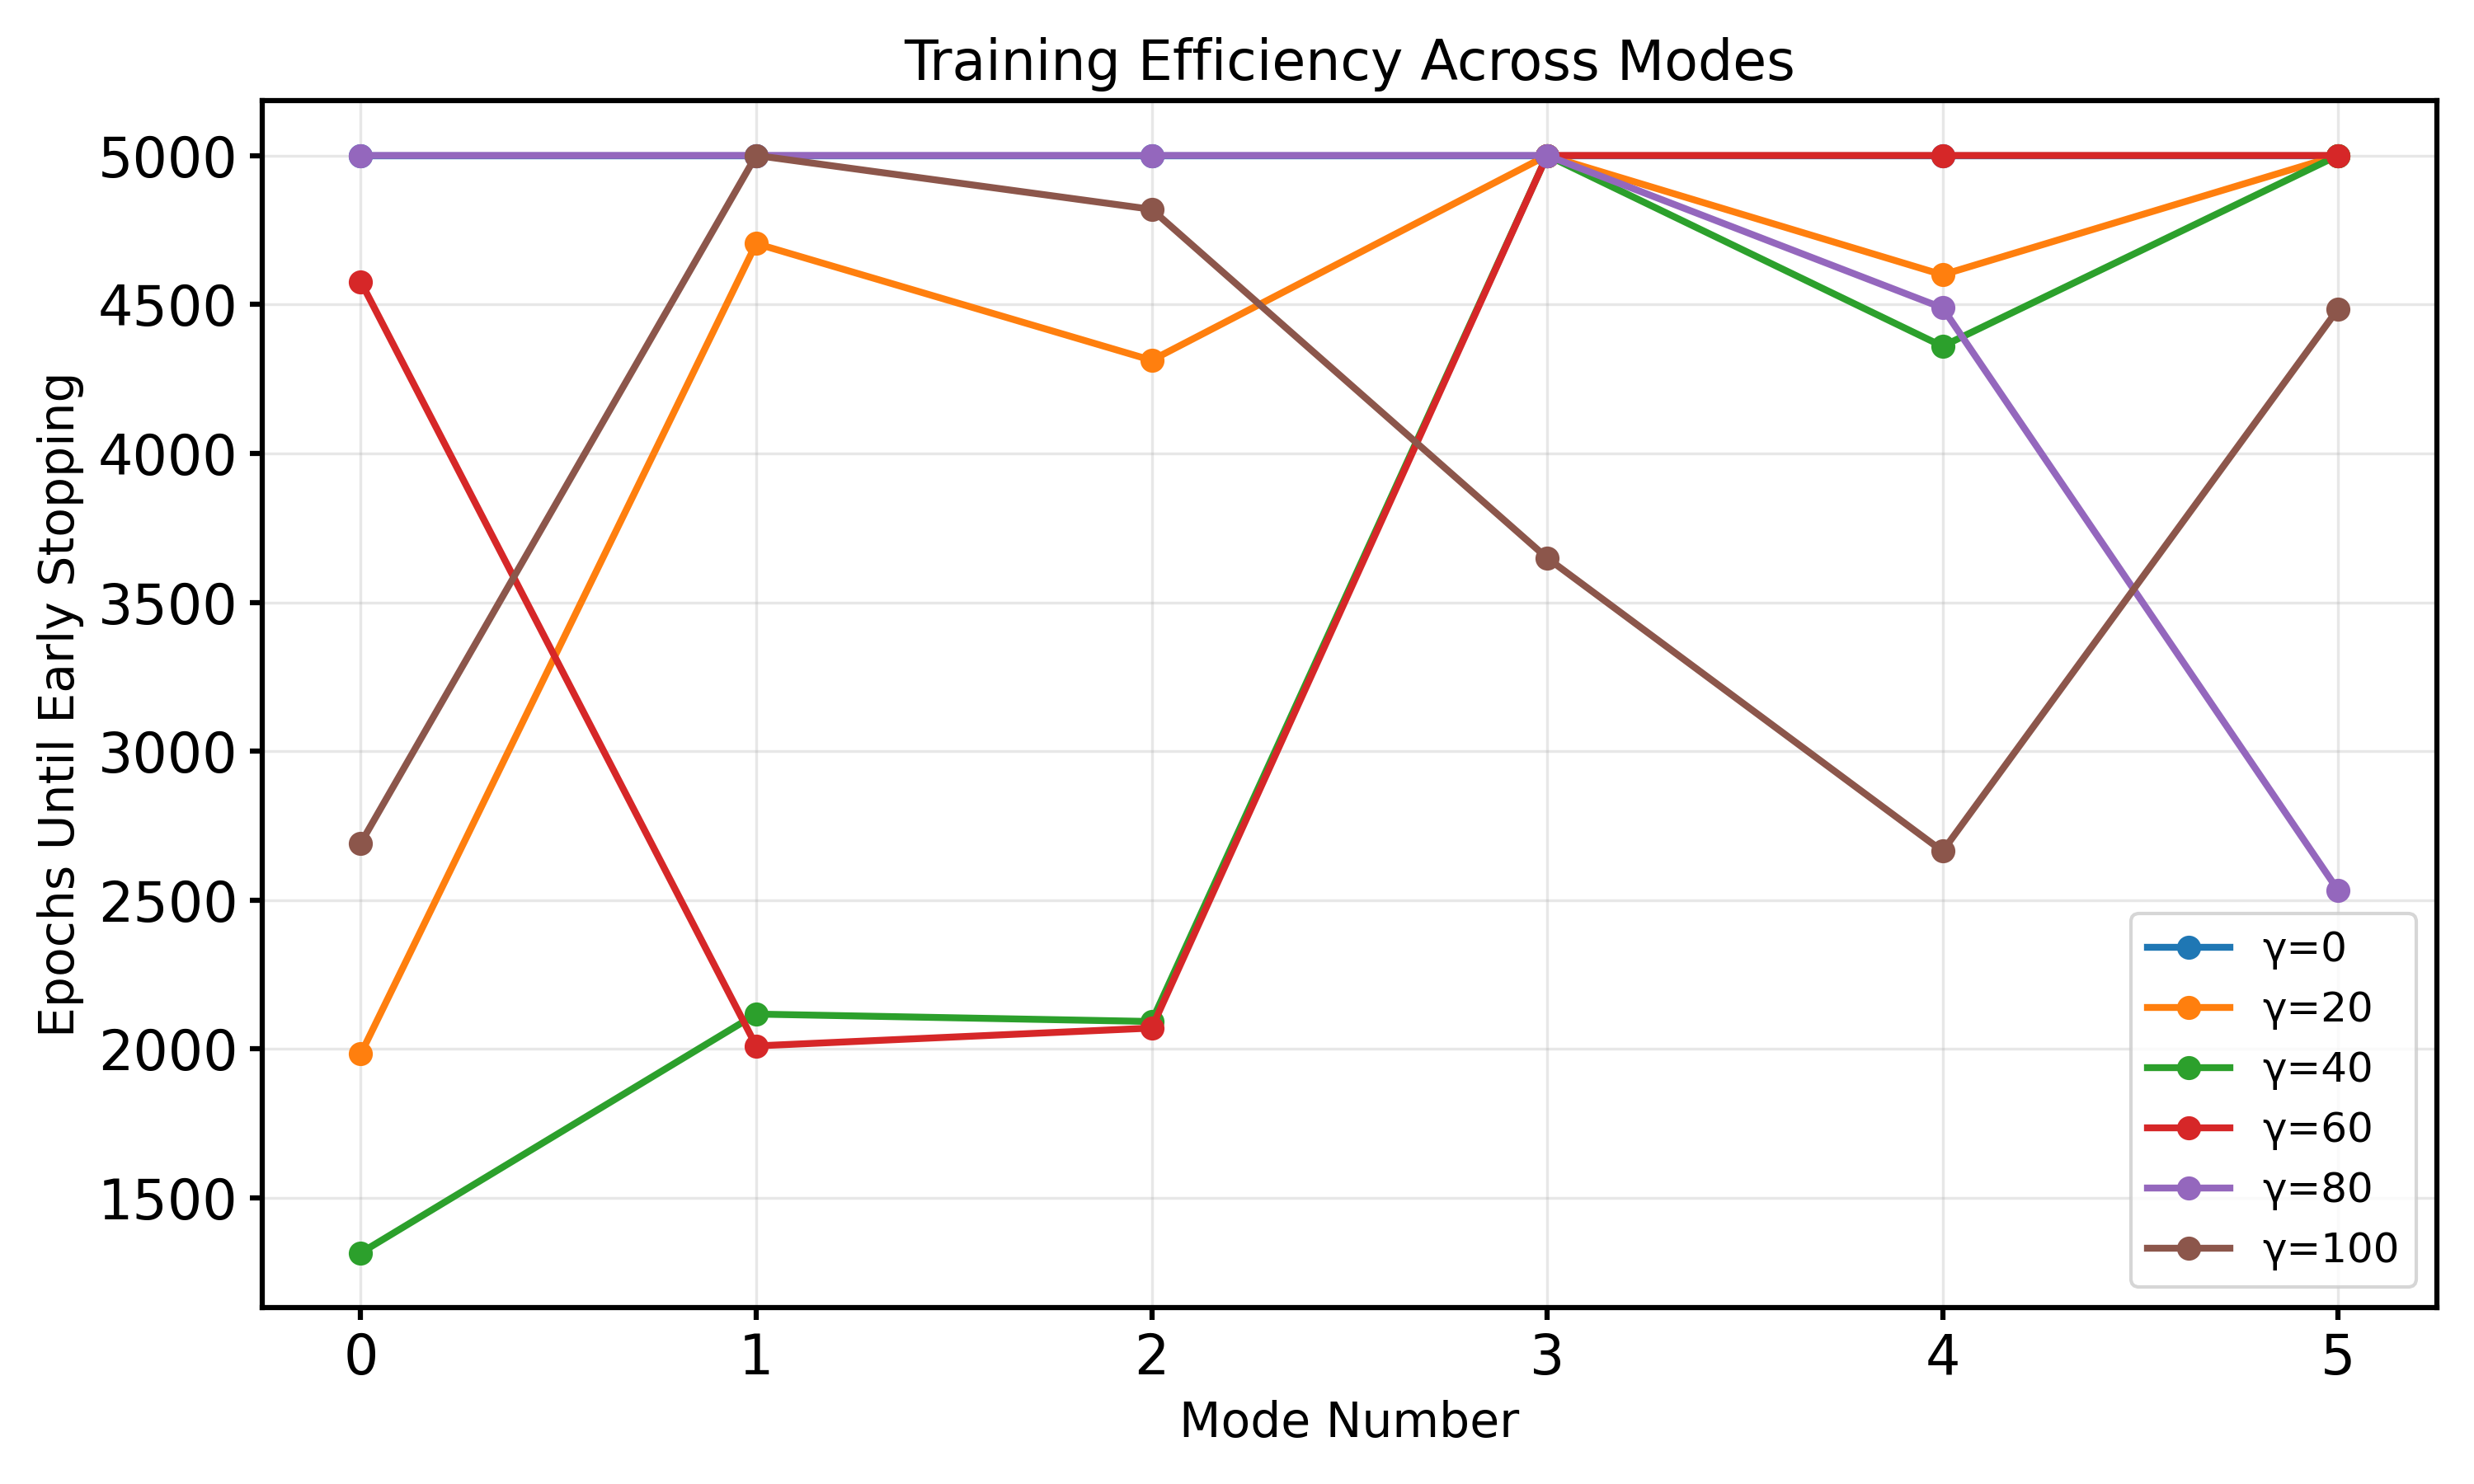 Training Efficiency Across Modes
Epochs Until Early Stopping
5000
4500
4000
3500
3000
2500
2000
1500
0 1 2 3 4 5
Mode Number
γ=0
γ=20
γ=40
γ=60
γ=80
γ=100